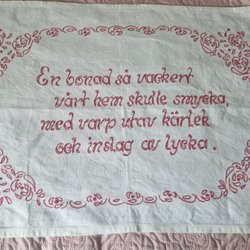 En bonad så vackert
vårt hem skulle smycka,
med varp utav kärlek
och inslag av lycka.